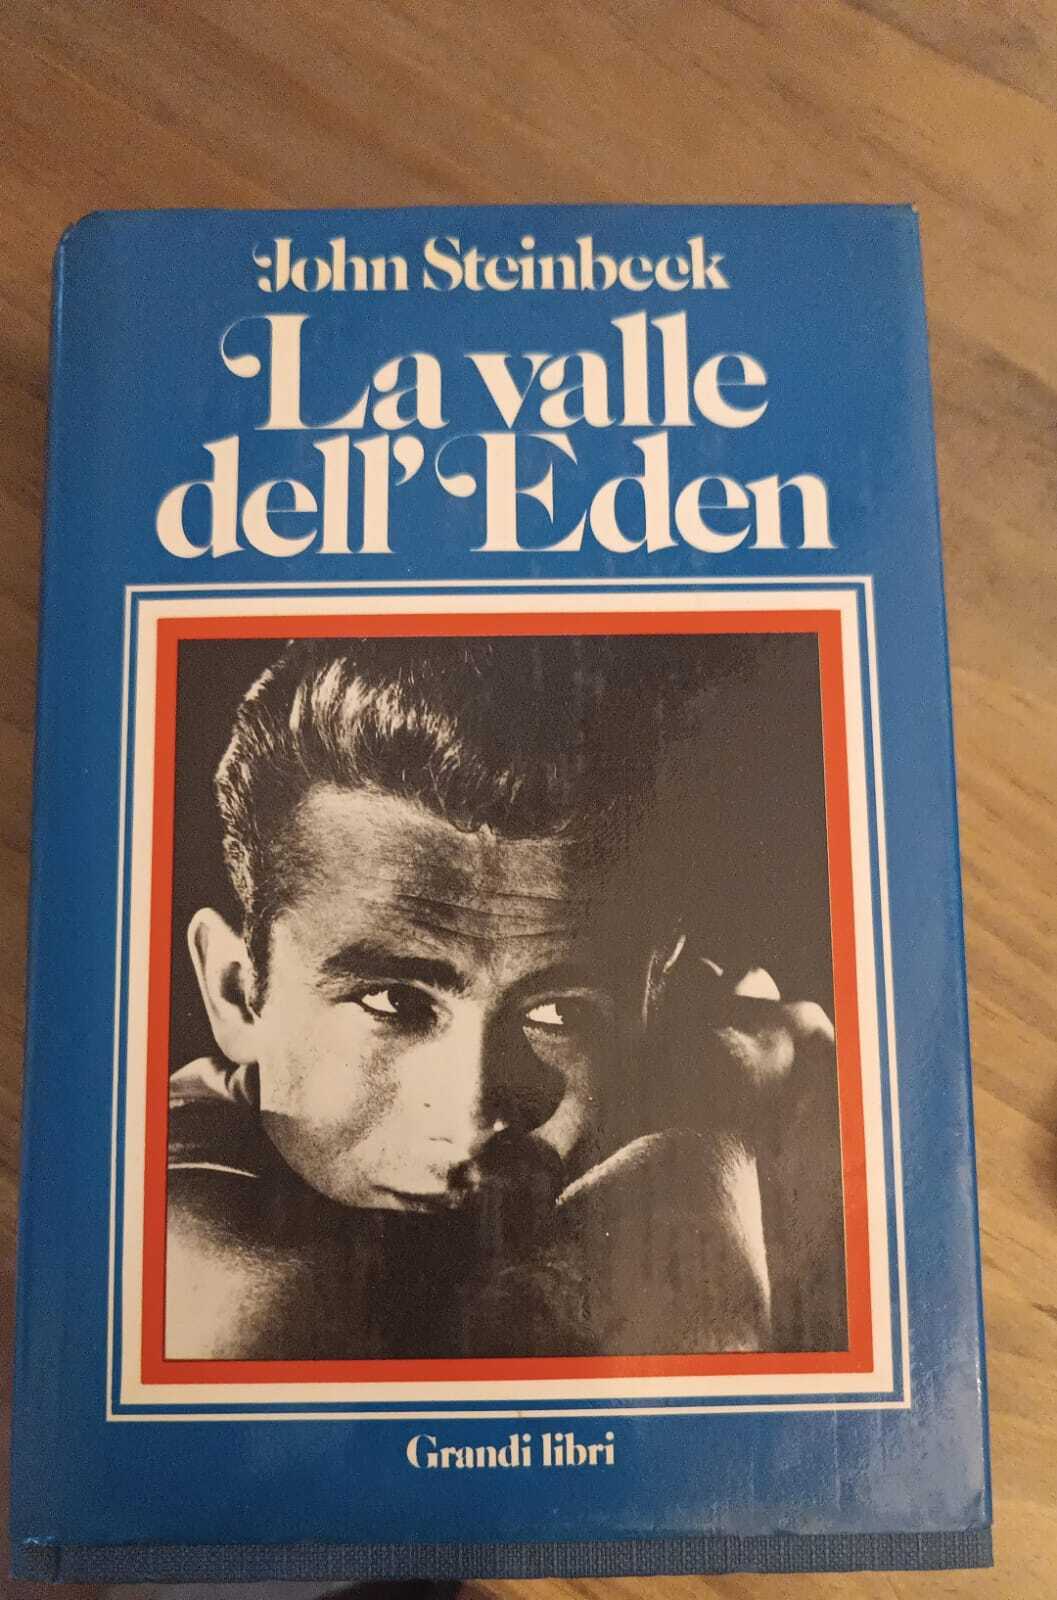 John Steinbeck
La valle
dell'Eden
Grandi libri